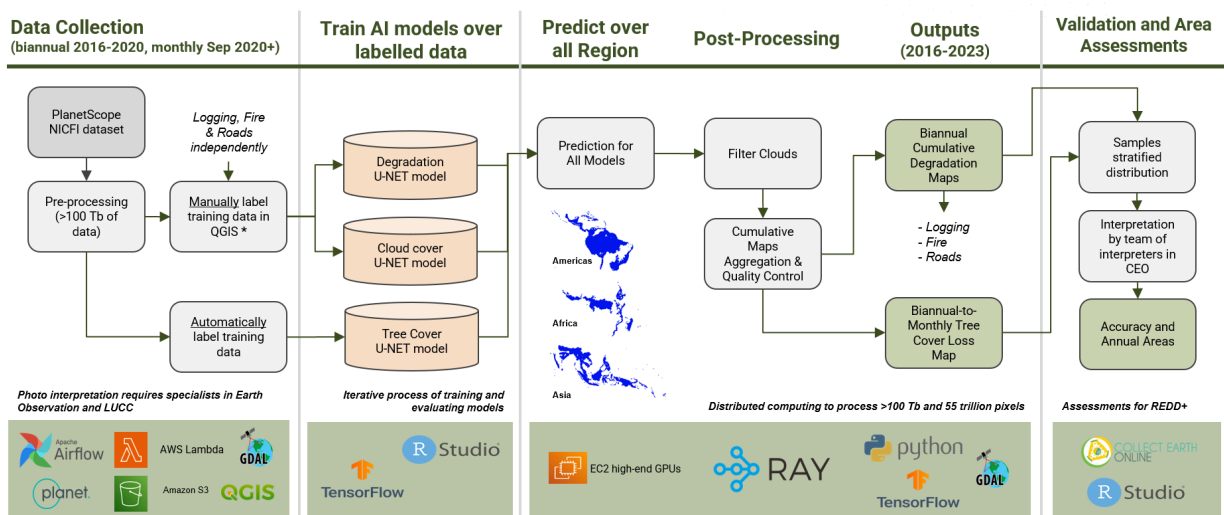 Data Collection
(biannual 2016-2020, monthly Sep 2020+)
Train AI models over
labelled data
Predict over
all Region
Post-Processing
Outputs
(2016-2023)
Validation and Area
Assessments
PlanetScope
NICFI dataset
Logging, Fire
& Roads
independently
Pre-processing
(>100 Tb of
data)
Manually label
training data in
QGIS *
Automatically
label training
data
Degradation
U-NET model
Cloud cover
U-NET model
Tree Cover
U-NET model
Prediction for
All Models
Americas
Africa
Asia
Filter Clouds
Cumulative
Maps
Aggregation &
Quality Control
Biannual
Cumulative
Degradation
Maps
- Logging
- Fire
- Roads
Biannual-to-
Monthly Tree
Cover Loss
Map
Samples
stratified
distribution
Interpretation
by team of
interpreters in
CEO
Accuracy and
Annual Areas
Photo interpretation requires specialists in Earth
Observation and LUCC
Iterative process of training and
evaluating models
Distributed computing to process >100 Tb and 55 trillion pixels
Assessments for REDD+
APACHE
Airflow
AWS Lambda
GDAL
planet.
Amazon S3
QGIS
R Studio
TensorFlow
EC2 high-end GPUs
RAY
python
TensorFlow
GDAL
COLLECT EARTH
ONLINE
R Studio